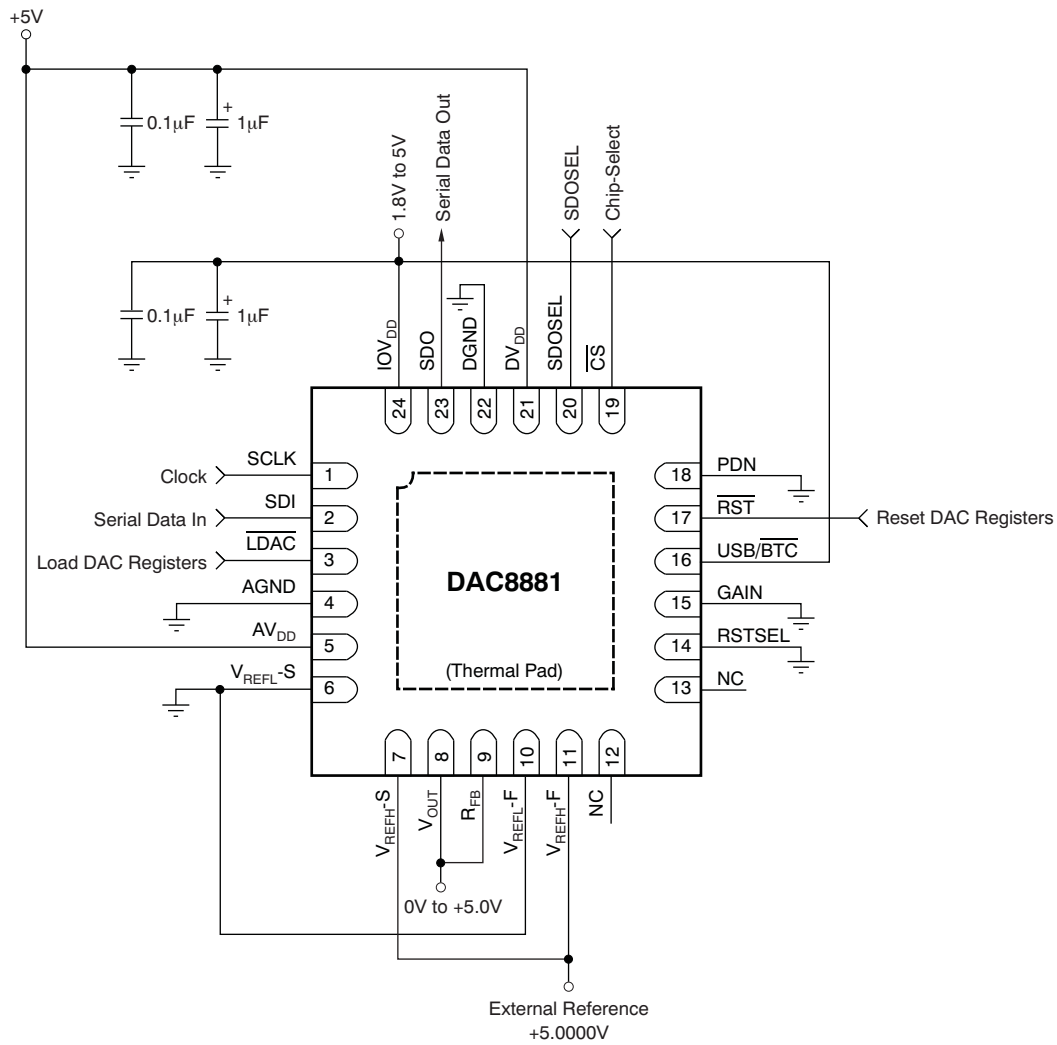 +5V
0.1μF
+
1μF
1.8V to 5V
Serial Data Out
SDOSEL
Chip-Select
0.1μF
+
1μF
IOVDD
SDO
DGND
DVDD
SDOSEL
C̅S̅
24
23
22
21
20
19
Clock
SCLK
1
Serial Data In
SDI
2
Load DAC Registers
L̅D̅A̅C̅
3
AGND
4
AVDD
5
VREFL-S
6
DAC8881
(Thermal Pad)
18
PDN
17
R̅S̅T̅
Reset DAC Registers
16
USB/B̅T̅C̅
15
GAIN
14
RSTSEL
13
NC
7
8
9
10
11
12
VREFH-S
VOUT
RFB
VREFL-F
VREFH-F
NC
0V to +5.0V
External Reference
+5.0000V